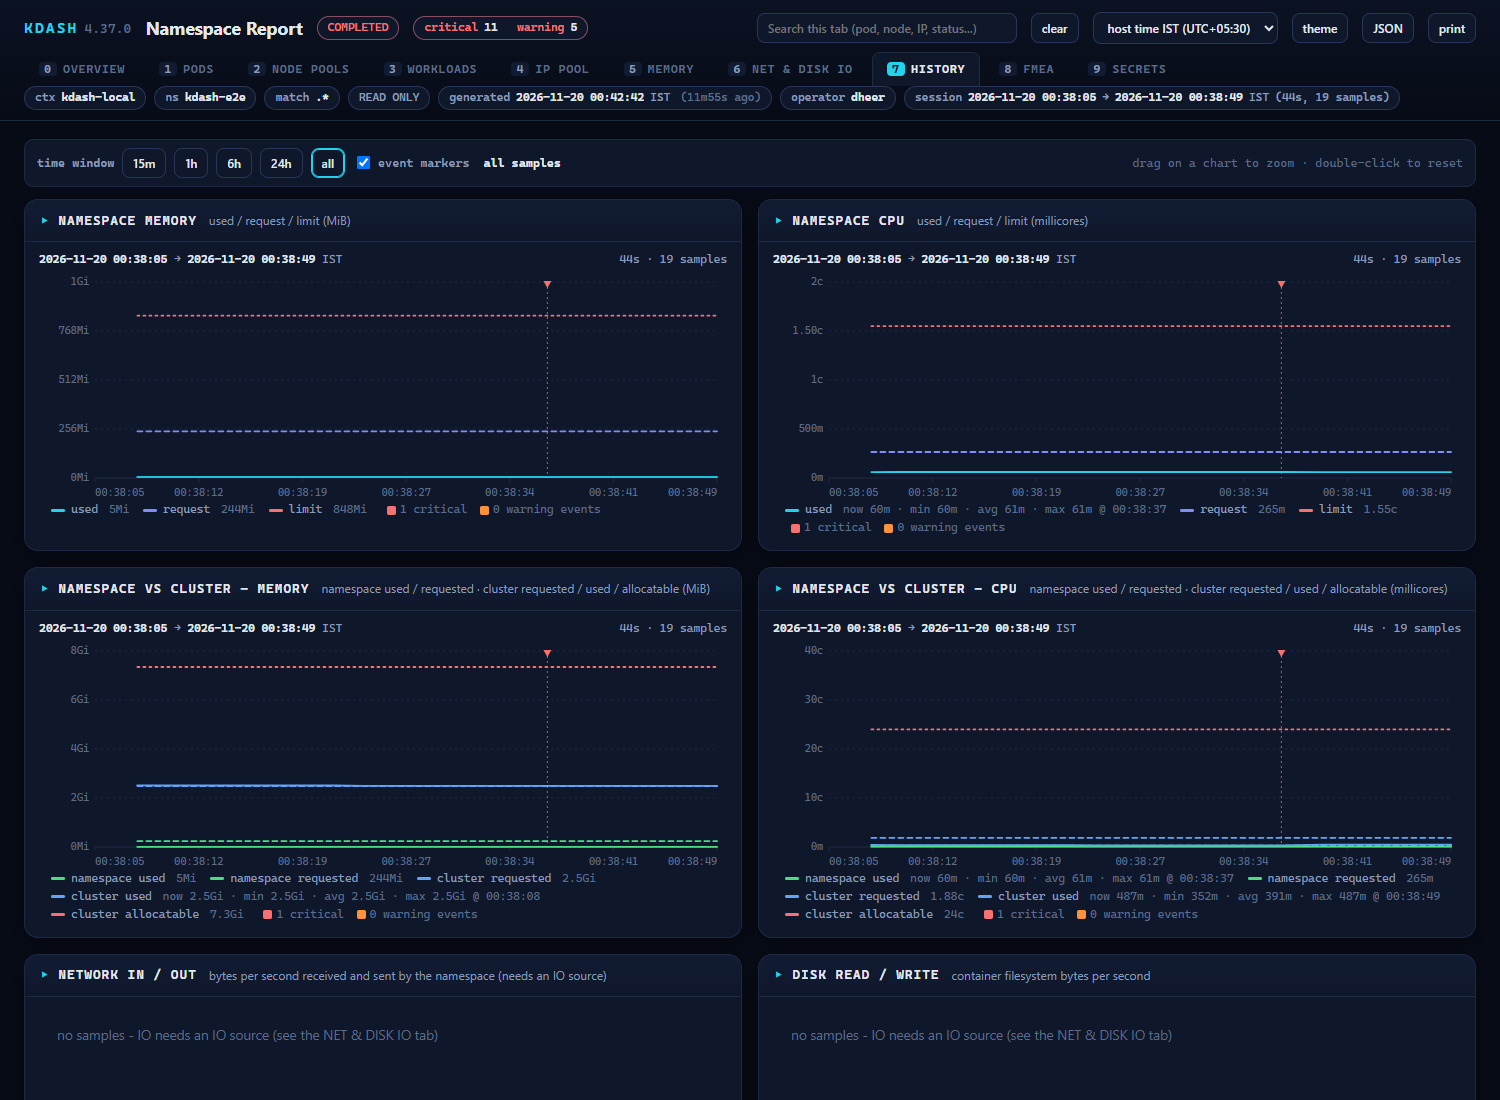 KDASH 4.37.0 Namespace Report COMPLETED critical 11 warning 5 Search this tab (pod, node, IP, status...) clear host time IST (UTC+05:30) theme JSON print
0 OVERVIEW 1 PODS 2 NODE POOLS 3 WORKLOADS 4 IP POOL 5 MEMORY 6 NET & DISK IO 7 HISTORY 8 FMEA 9 SECRETS
ctx kdash-local ns kdash-e2e match .* READ ONLY generated 2026-11-20 00:42:42 IST (11m55s ago) operator dheer session 2026-11-20 00:38:05 → 2026-11-20 00:38:49 IST (44s, 19 samples)
time window 15m 1h 6h 24h all event markers all samples drag on a chart to zoom · double-click to reset
NAMESPACE MEMORY used / request / limit (MiB)
2026-11-20 00:38:05 → 2026-11-20 00:38:49 IST 44s · 19 samples
1Gi
768Mi
512Mi
256Mi
0Mi
00:38:05 00:38:12 00:38:19 00:38:27 00:38:34 00:38:41 00:38:49
used 5Mi request 244Mi limit 848Mi 1 critical 0 warning events
NAMESPACE CPU used / request / limit (millicores)
2026-11-20 00:38:05 → 2026-11-20 00:38:49 IST 44s · 19 samples
2c
1.50c
1c
500m
0m
00:38:05 00:38:12 00:38:19 00:38:27 00:38:34 00:38:41 00:38:49
used now 60m · min 60m · avg 61m · max 61m @ 00:38:37 request 265m limit 1.55c
1 critical 0 warning events
NAMESPACE VS CLUSTER — MEMORY namespace used / requested · cluster requested / used / allocatable (MiB)
2026-11-20 00:38:05 → 2026-11-20 00:38:49 IST 44s · 19 samples
8Gi
6Gi
4Gi
2Gi
0Mi
00:38:05 00:38:12 00:38:19 00:38:27 00:38:34 00:38:41 00:38:49
namespace used 5Mi namespace requested 244Mi cluster requested 2.5Gi
cluster used now 2.5Gi · min 2.5Gi · avg 2.5Gi · max 2.5Gi @ 00:38:08
cluster allocatable 7.3Gi 1 critical 0 warning events
NAMESPACE VS CLUSTER — CPU namespace used / requested · cluster requested / used / allocatable (millicores)
2026-11-20 00:38:05 → 2026-11-20 00:38:49 IST 44s · 19 samples
40c
30c
20c
10c
0m
00:38:05 00:38:12 00:38:19 00:38:27 00:38:34 00:38:41 00:38:49
namespace used now 60m · min 60m · avg 61m · max 61m @ 00:38:37 namespace requested 265m
cluster requested 1.88c cluster used now 487m · min 352m · avg 391m · max 487m @ 00:38:49
cluster allocatable 24c 1 critical 0 warning events
NETWORK IN / OUT bytes per second received and sent by the namespace (needs an IO source)
no samples - IO needs an IO source (see the NET & DISK IO tab)
DISK READ / WRITE container filesystem bytes per second
no samples - IO needs an IO source (see the NET & DISK IO tab)